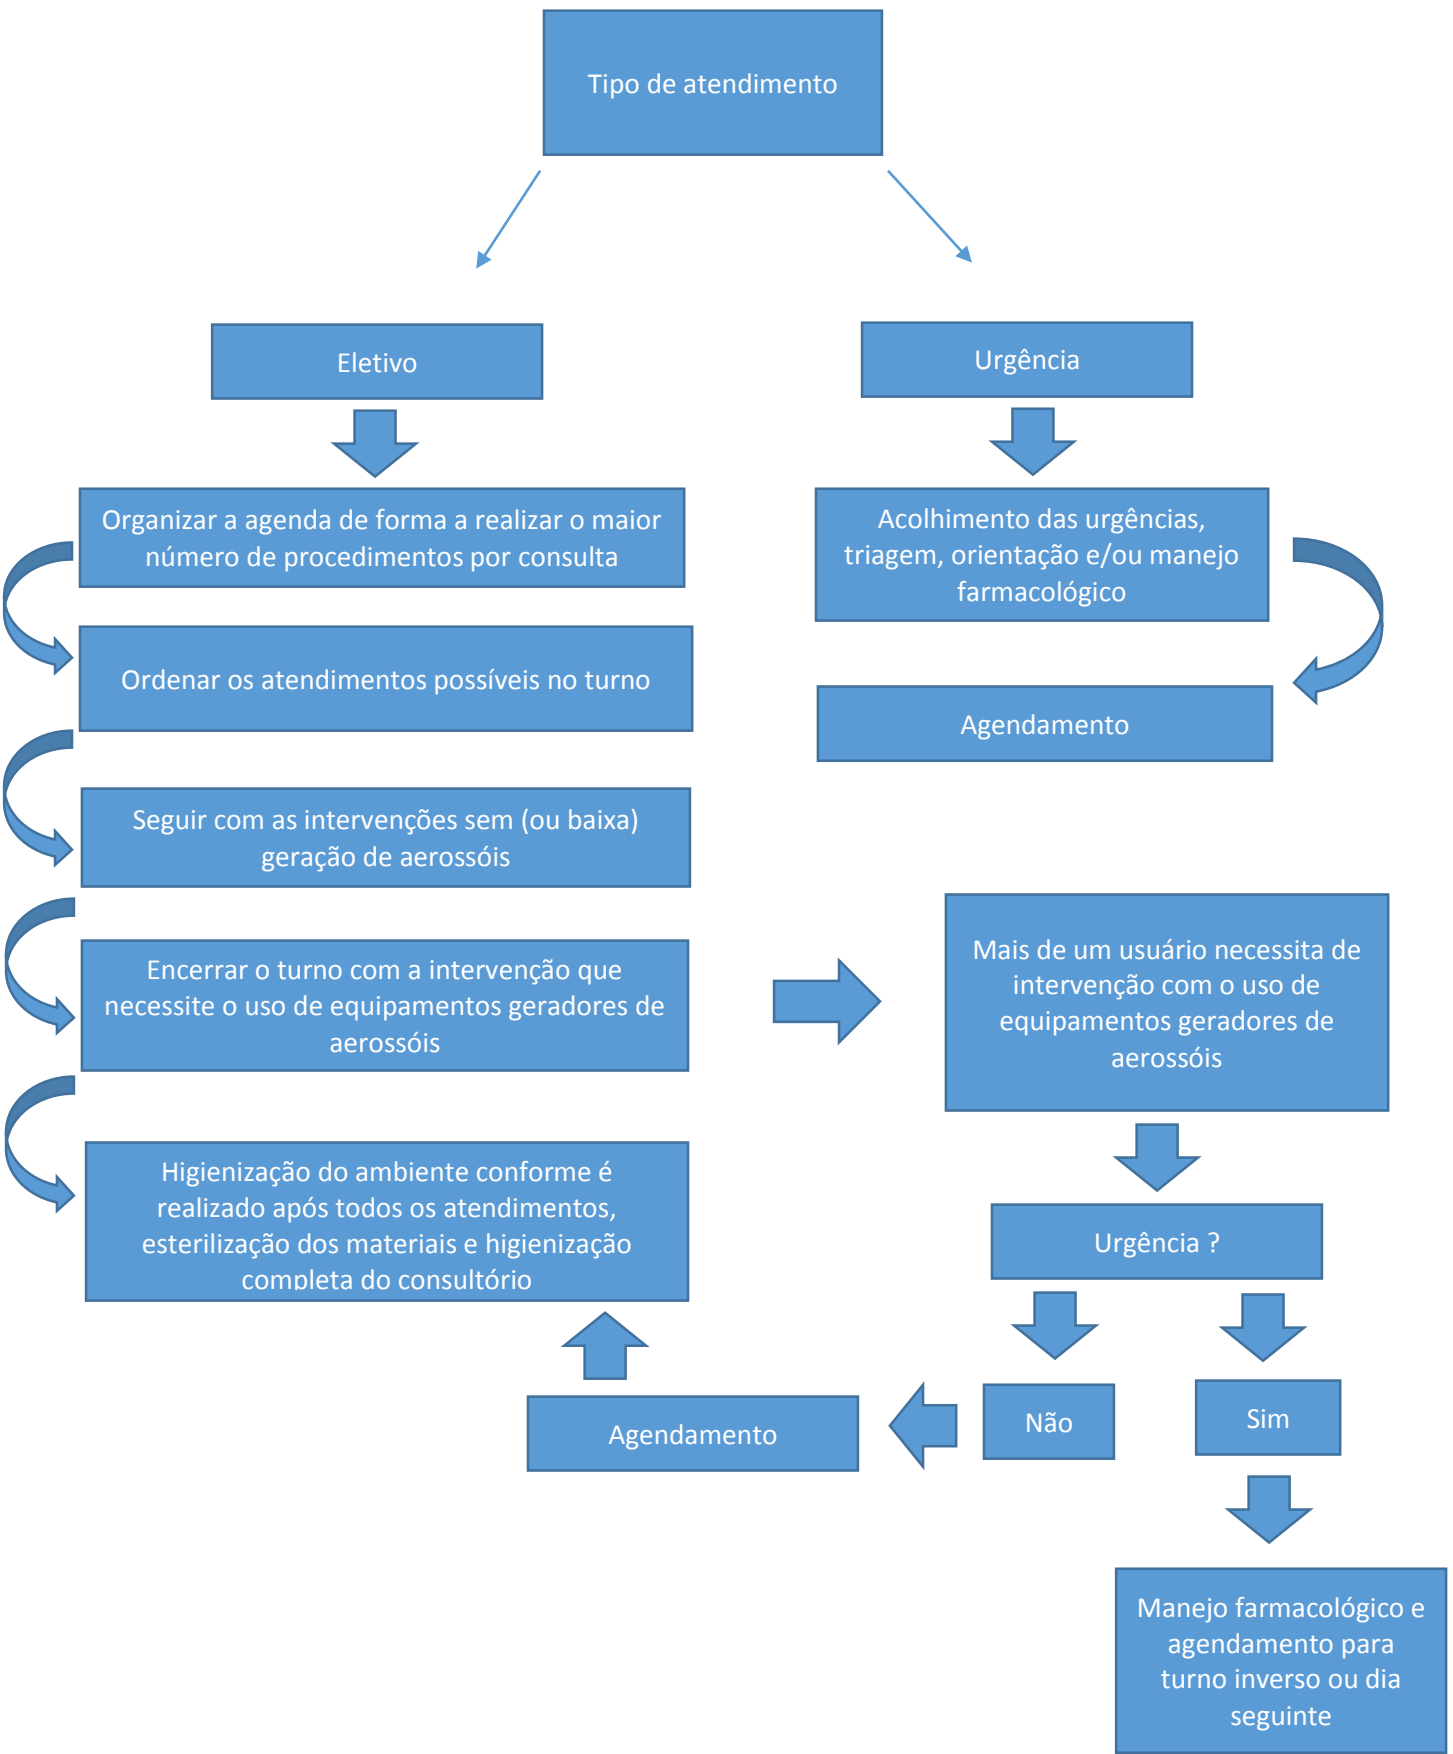 Tipo de atendimento
Eletivo
Urgência
Organizar a agenda de forma a realizar o maior
número de procedimentos por consulta
Acolhimento das urgências,
triagem, orientação e/ou manejo
farmacológico
Ordenar os atendimentos possíveis no turno
Agendamento
Seguir com as intervenções sem (ou baixa)
geração de aerossóis
Encerrar o turno com a intervenção que
necessite o uso de equipamentos geradores de
aerossóis
Mais de um usuário necessita de
intervenção com o uso de
equipamentos geradores de
aerossóis
Higienização do ambiente conforme é
realizado após todos os atendimentos,
esterilização dos materiais e higienização
completa do consultório
Urgência ?
Não
Sim
Agendamento
Manejo farmacológico e
agendamento para
turno inverso ou dia
seguinte